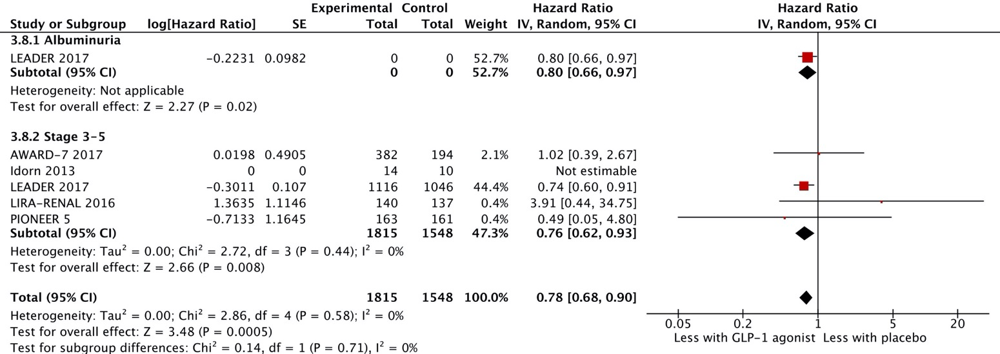 Experimental Control Hazard Ratio Hazard Ratio
Study or Subgroup log[Hazard Ratio] SE Total Total Weight IV, Random, 95% CI IV, Random, 95% CI
3.8.1 Albuminuria
LEADER 2017 −0.2231 0.0982 0 0 52.7% 0.80 [0.66, 0.97]
Subtotal (95% CI) 0 0 52.7% 0.80 [0.66, 0.97]
Heterogeneity: Not applicable
Test for overall effect: Z = 2.27 (P = 0.02)
3.8.2 Stage 3−5
AWARD−7 2017 0.0198 0.4905 382 194 2.1% 1.02 [0.39, 2.67]
Idorn 2013 0 0 14 10 Not estimable
LEADER 2017 −0.3011 0.107 1116 1046 44.4% 0.74 [0.60, 0.91]
LIRA−RENAL 2016 1.3635 1.1146 140 137 0.4% 3.91 [0.44, 34.75]
PIONEER 5 −0.7133 1.1645 163 161 0.4% 0.49 [0.05, 4.80]
Subtotal (95% CI) 1815 1548 47.3% 0.76 [0.62, 0.93]
Heterogeneity: Tau² = 0.00; Chi² = 2.72, df = 3 (P = 0.44); I² = 0%
Test for overall effect: Z = 2.66 (P = 0.008)
Total (95% CI) 1815 1548 100.0% 0.78 [0.68, 0.90]
Heterogeneity: Tau² = 0.00; Chi² = 2.86, df = 4 (P = 0.58); I² = 0%
Test for overall effect: Z = 3.48 (P = 0.0005)
Test for subgroup differences: Chi² = 0.14, df = 1 (P = 0.71), I² = 0%
0.05 0.2 1 5 20
Less with GLP−1 agonist Less with placebo